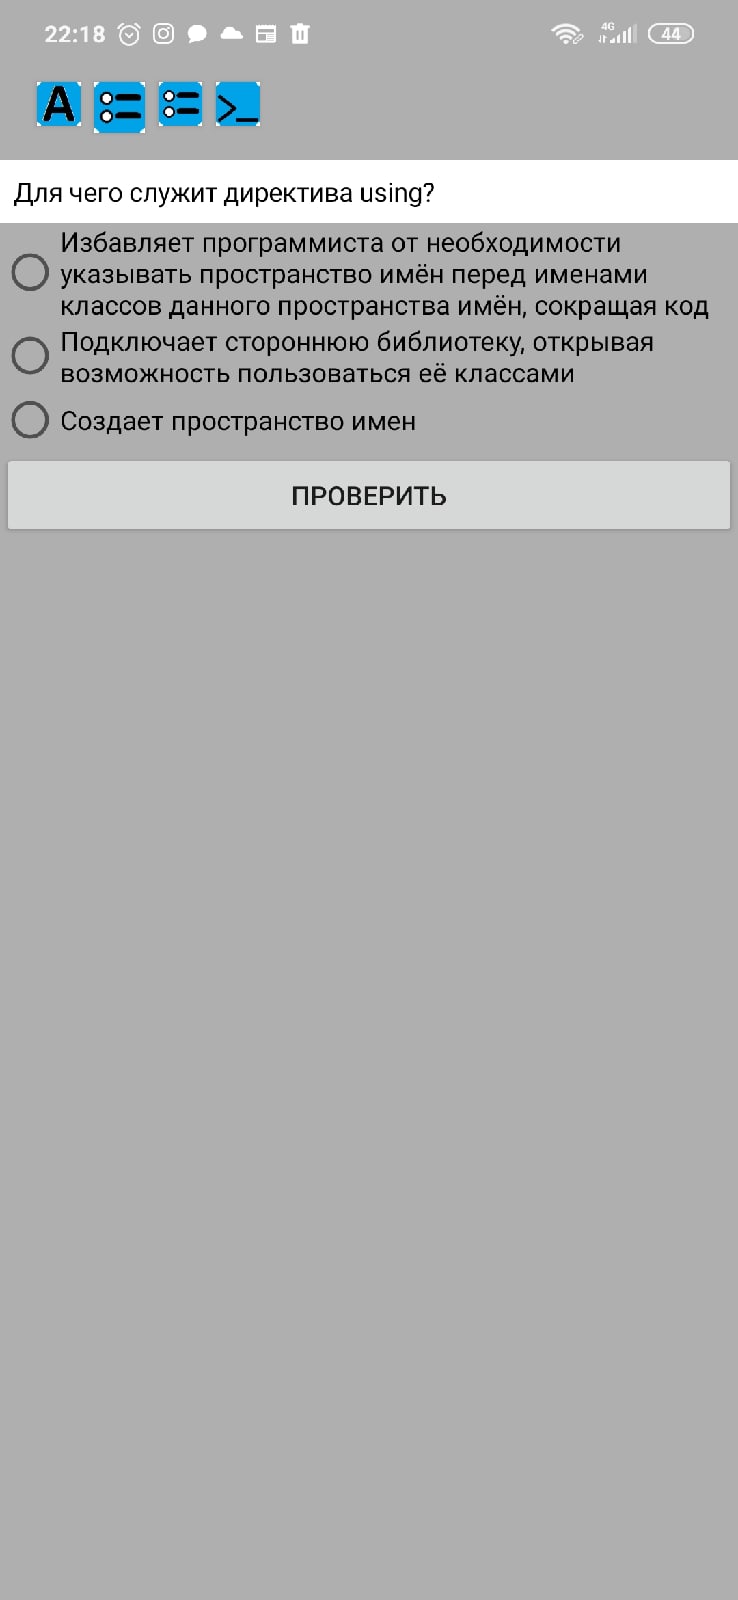 22:18
4G
44
A
>_
Для чего служит директива using?
Избавляет программиста от необходимости
указывать пространство имён перед именами
классов данного пространства имён, сокращая код
Подключает стороннюю библиотеку, открывая
возможность пользоваться её классами
Создает пространство имен
ПРОВЕРИТЬ